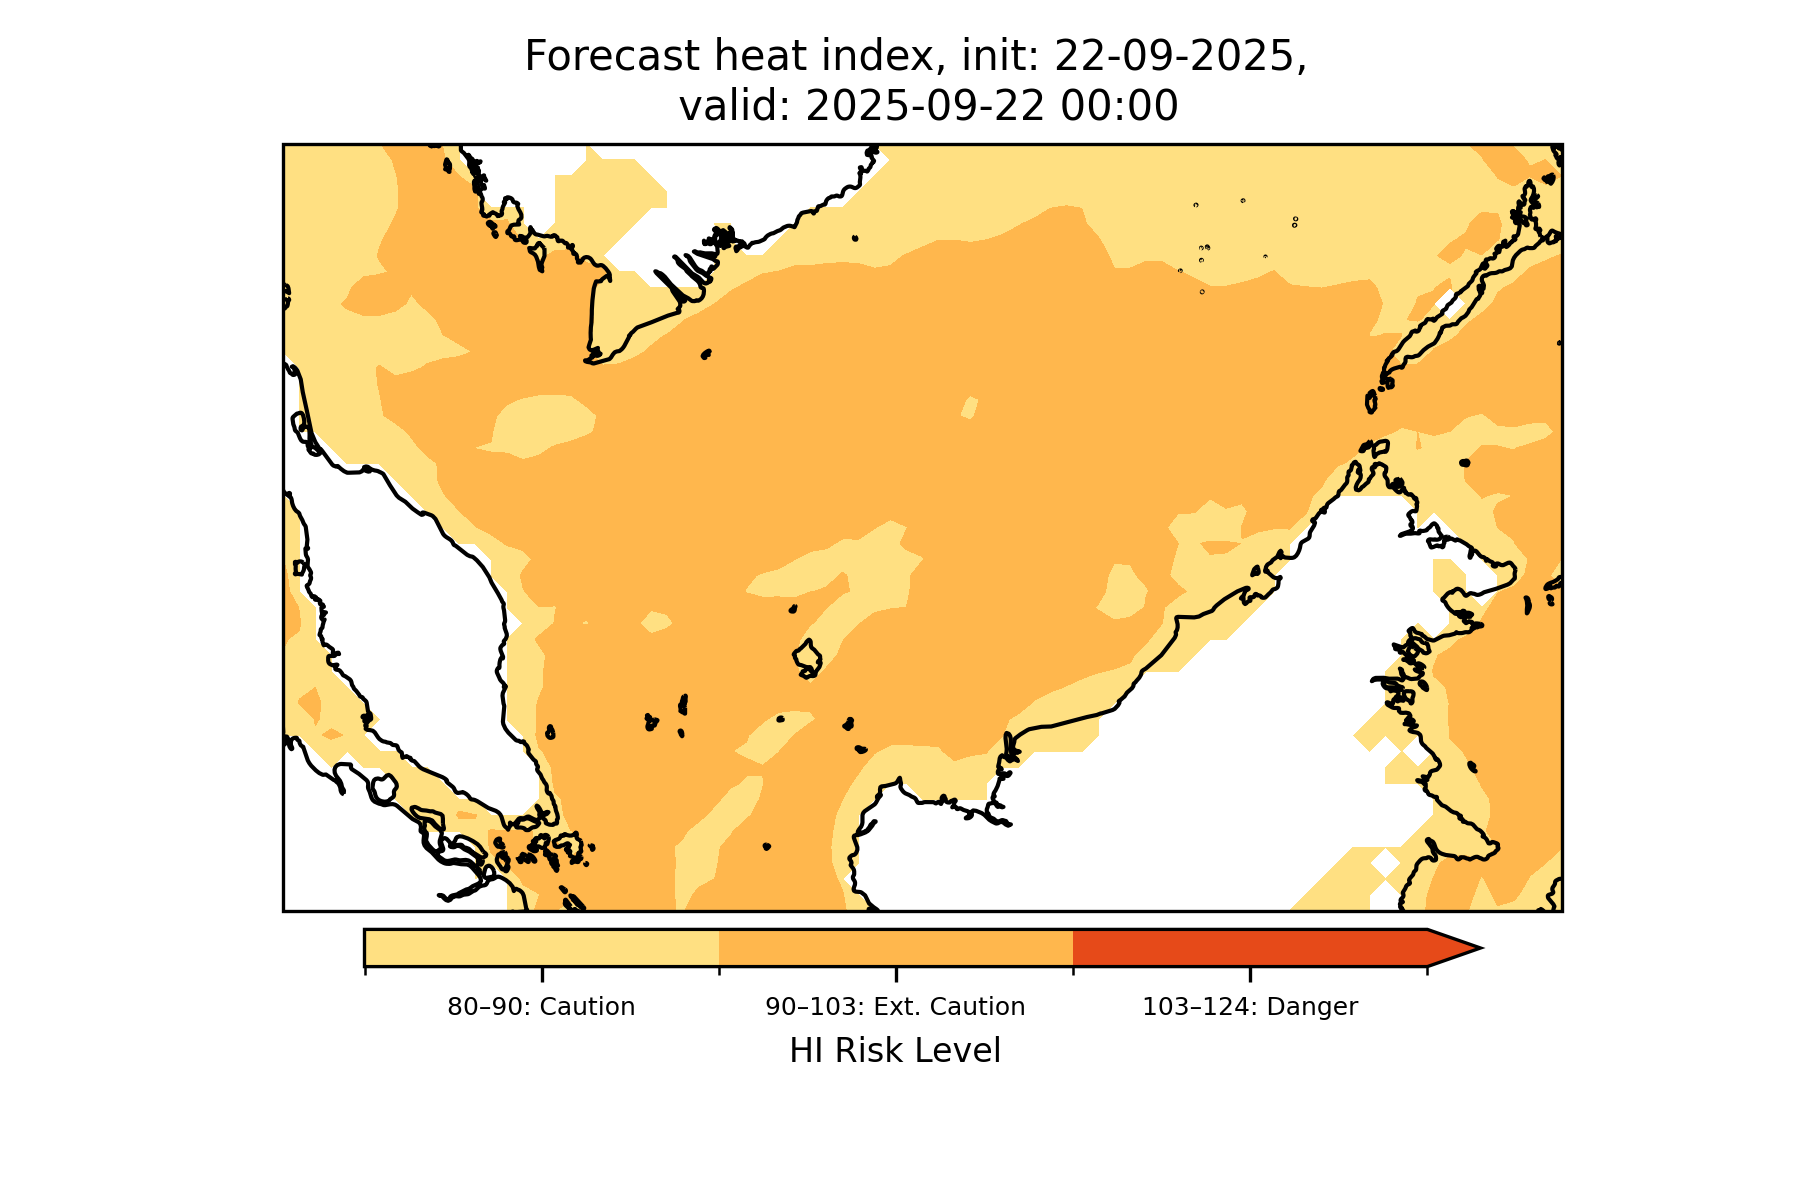 Forecast heat index, init: 22-09-2025,
valid: 2025-09-22 00:00
80–90: Caution
90–103: Ext. Caution
103–124: Danger
HI Risk Level